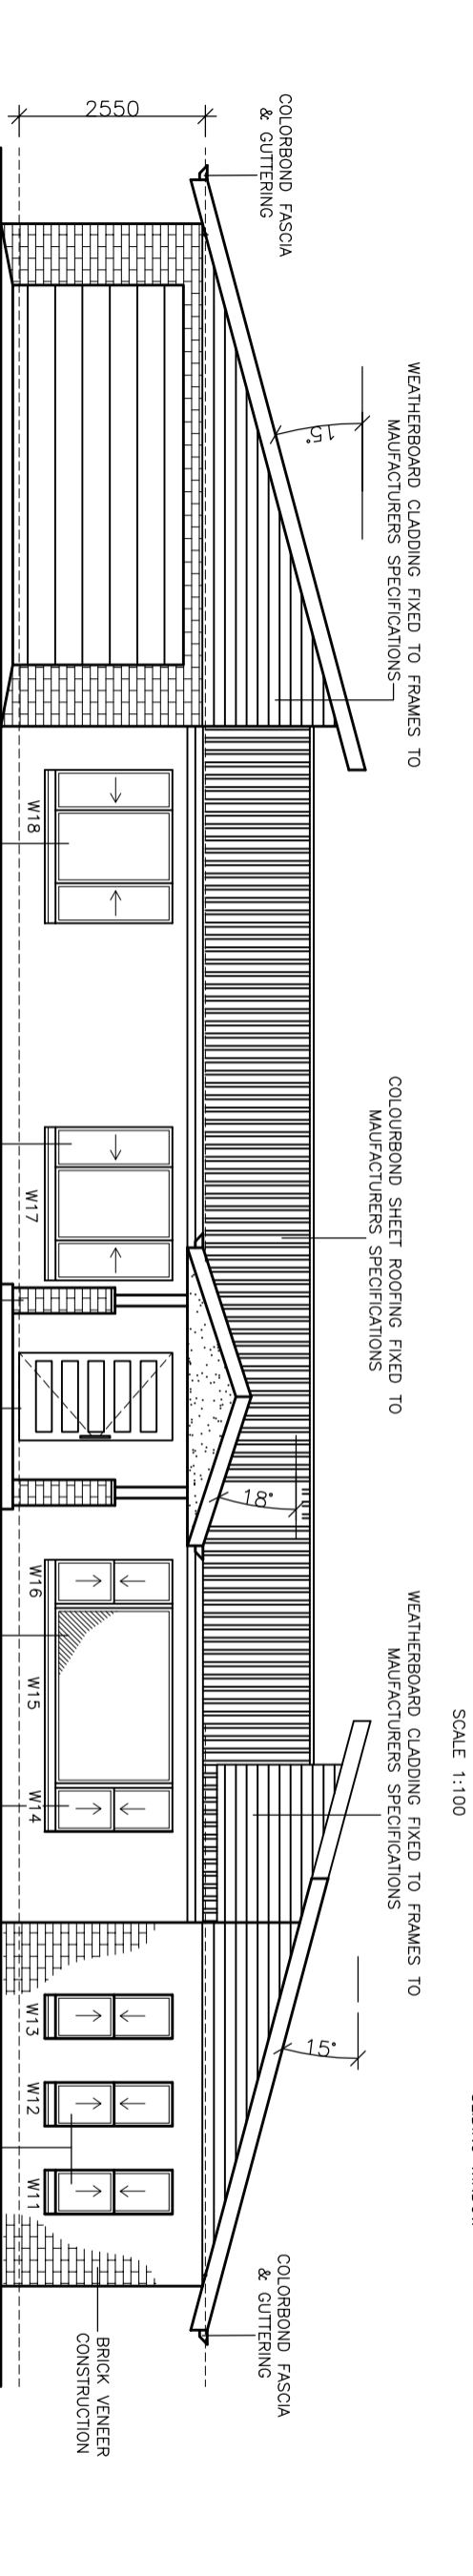 SCALE 1:100
WEATHERBOARD CLADDING FIXED TO FRAMES TO
MAUFACTURERS SPECIFICATIONS
COLOURBOND SHEET ROOFING FIXED TO
MAUFACTURERS SPECIFICATIONS
WEATHERBOARD CLADDING FIXED TO FRAMES TO
MAUFACTURERS SPECIFICATIONS
COLORBOND FASCIA
& GUTTERING
15°
18°
15°
COLORBOND FASCIA
& GUTTERING
2550
W18
W17
W16
W15
W14
W13
W12
W11
BRICK VENEER
CONSTRUCTION